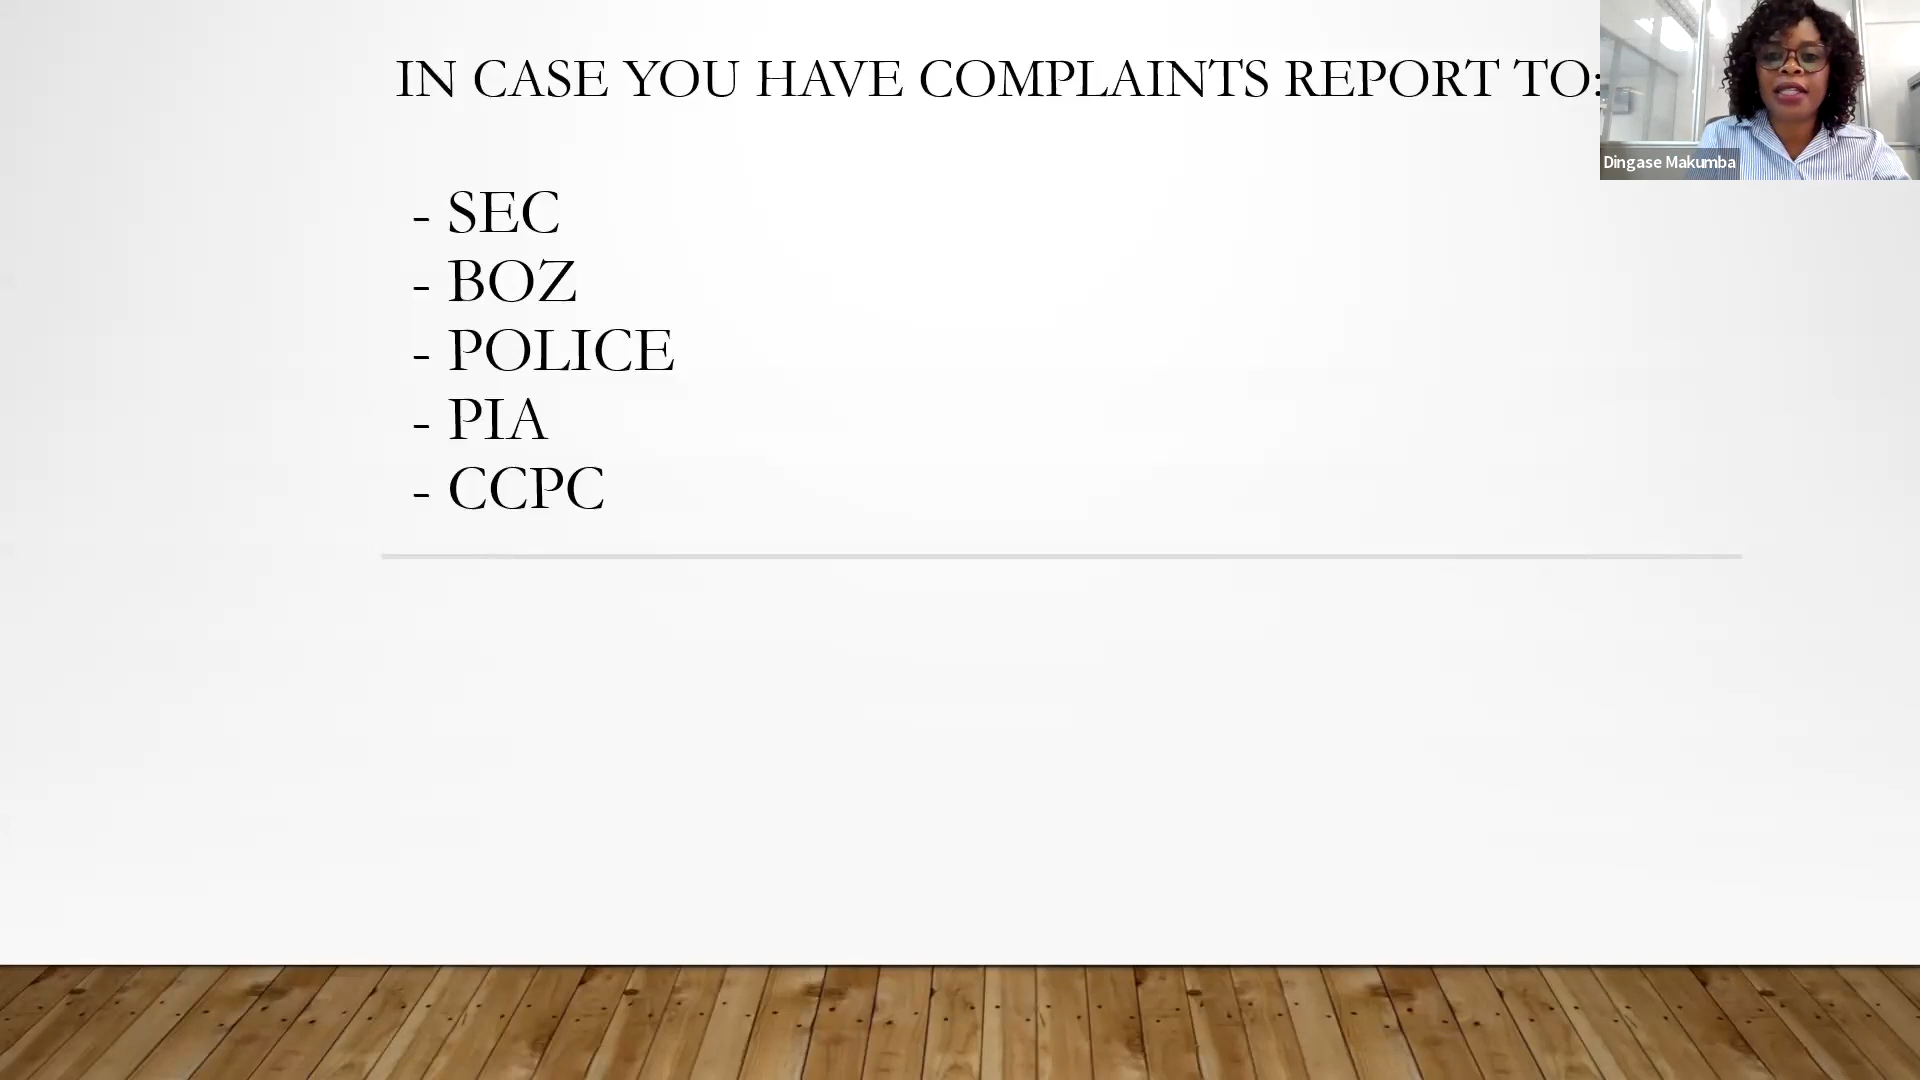 IN CASE YOU HAVE COMPLAINTS REPORT TO:
- SEC
- BOZ
- POLICE
- PIA
- CCPC
Dingase Makumba